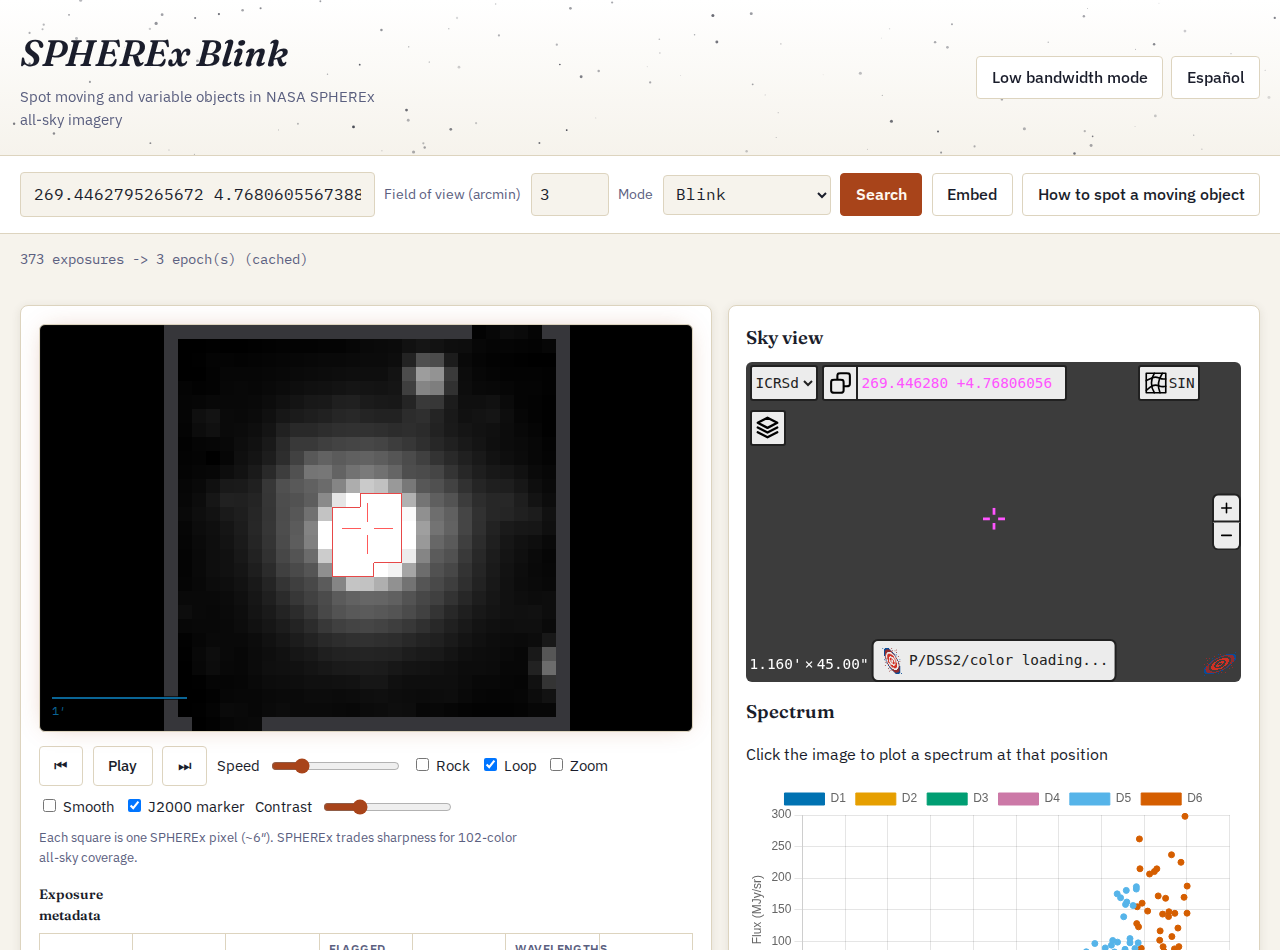 SPHEREx Blink
Spot moving and variable objects in NASA SPHEREx
all-sky imagery
Low bandwidth mode
Español
269.4462795265672 4.7680605567388
Field of view (arcmin)
3
Mode
Blink
Search
Embed
How to spot a moving object
373 exposures -> 3 epoch(s) (cached)
1'
⏮
Play
⏭
Speed
Rock
Loop
Zoom
Smooth
J2000 marker
Contrast
Each square is one SPHEREx pixel (~6″). SPHEREx trades sharpness for 102-color
all-sky coverage.
Exposure
metadata
FLAGGED
WAVELENGTHS
Sky view
ICRSd
269.446280 +4.76806056
SIN
+
−
1.160' × 45.00"
P/DSS2/color loading...
Spectrum
Click the image to plot a spectrum at that position
D1
D2
D3
D4
D5
D6
300
250
200
150
100
Flux (MJy/sr)